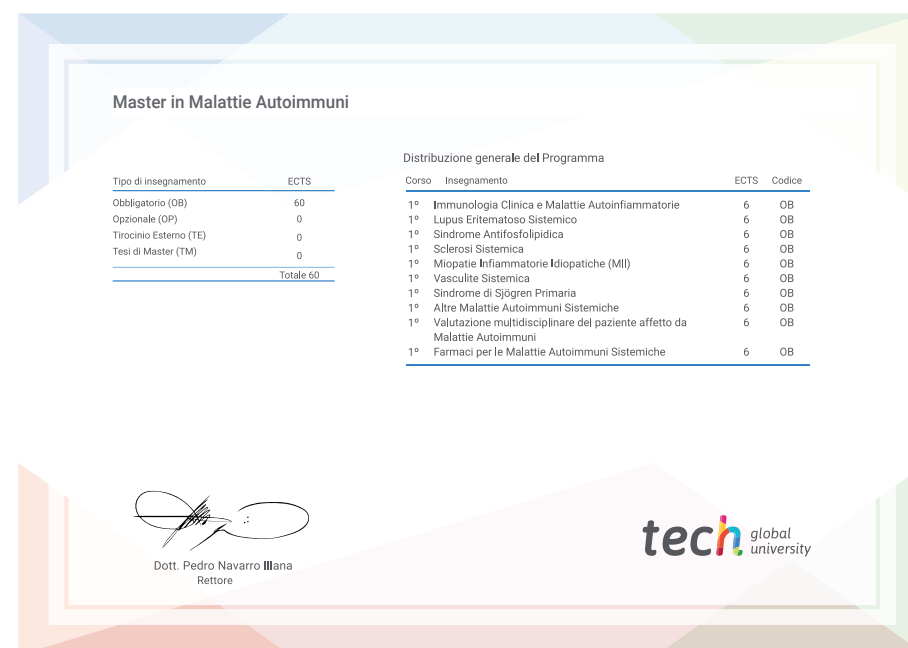 Master in Malattie Autoimmuni
Tipo di insegnamento ECTS
Obbligatorio (OB) 60
Opzionale (OP) 0
Tirocinio Esterno (TE) 0
Tesi di Master (TM) 0
Totale 60
Distribuzione generale del Programma
Corso Insegnamento ECTS Codice
1º Immunologia Clinica e Malattie Autoinfiammatorie 6 OB
1º Lupus Eritematoso Sistemico 6 OB
1º Sindrome Antifosfolipidica 6 OB
1º Sclerosi Sistemica 6 OB
1º Miopatie Infiammatorie Idiopatiche (MII) 6 OB
1º Vasculite Sistemica 6 OB
1º Sindrome di Sjögren Primaria 6 OB
1º Altre Malattie Autoimmuni Sistemiche 6 OB
1º Valutazione multidisciplinare del paziente affetto da 6 OB
Malattie Autoimmuni
1º Farmaci per le Malattie Autoimmuni Sistemiche 6 OB
Dott. Pedro Navarro Illana
Rettore
tech global
university